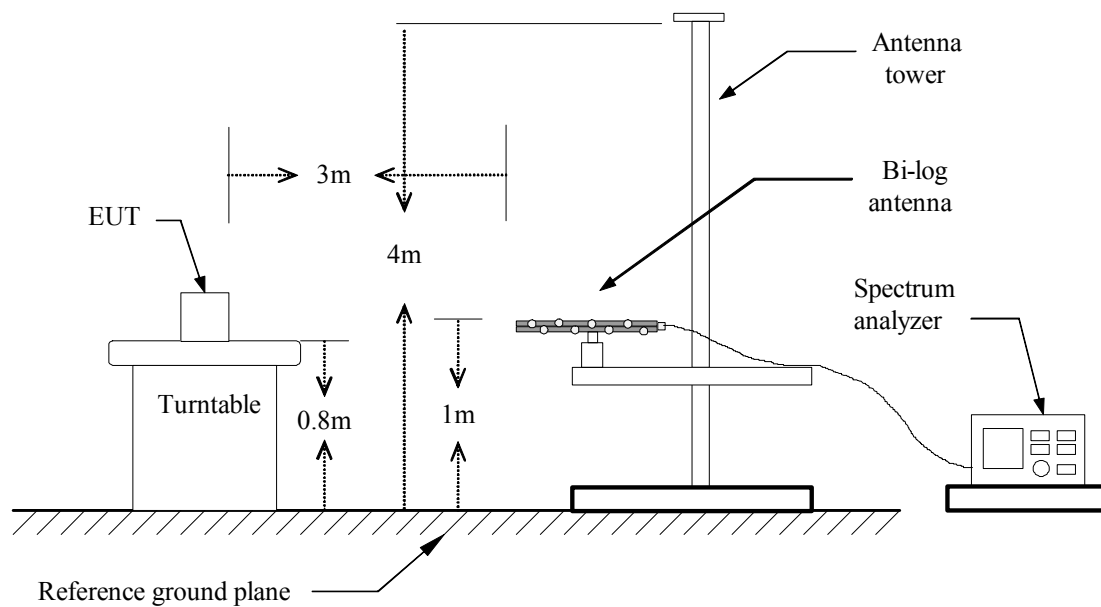 Antenna
tower
3m
Bi-log
antenna
EUT
4m
Spectrum
analyzer
Turntable
0.8m
1m
Reference ground plane